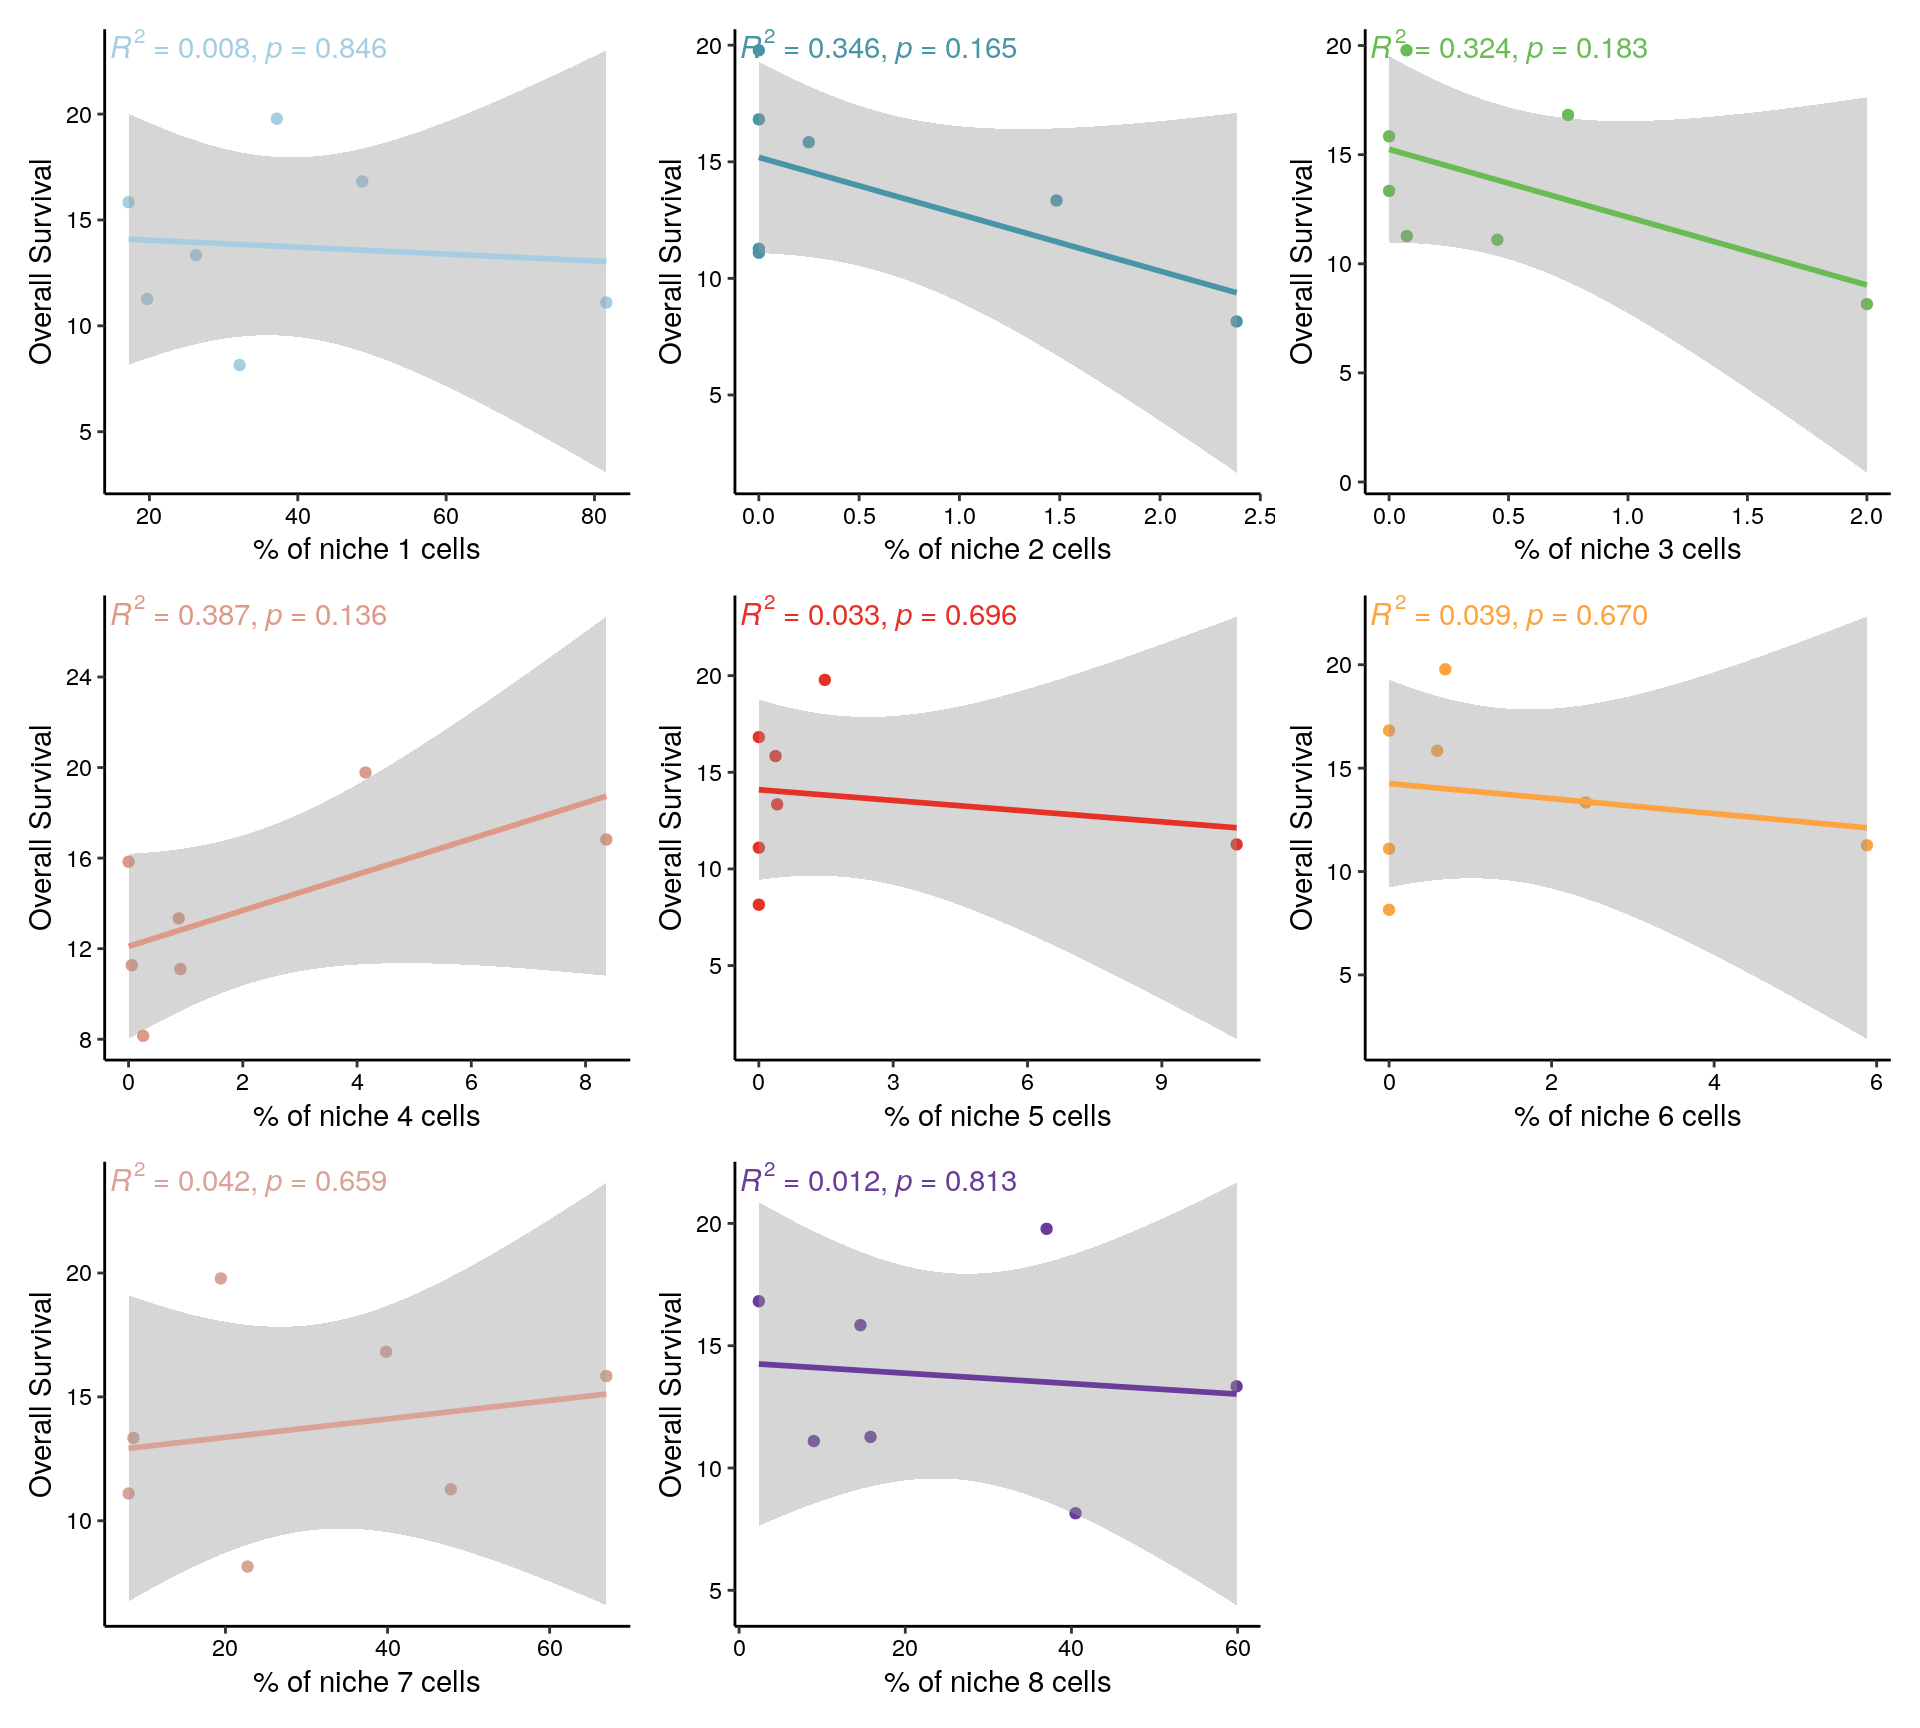 R² = 0.008, p = 0.846
Overall Survival
20
15
10
5
20 40 60 80
% of niche 1 cells
R² = 0.346, p = 0.165
Overall Survival
20
15
10
5
0.0 0.5 1.0 1.5 2.0 2.5
% of niche 2 cells
R² = 0.324, p = 0.183
Overall Survival
20
15
10
5
0
0.0 0.5 1.0 1.5 2.0
% of niche 3 cells
R² = 0.387, p = 0.136
Overall Survival
24
20
16
12
8
0 2 4 6 8
% of niche 4 cells
R² = 0.033, p = 0.696
Overall Survival
20
15
10
5
0 3 6 9
% of niche 5 cells
R² = 0.039, p = 0.670
Overall Survival
20
15
10
5
0 2 4 6
% of niche 6 cells
R² = 0.042, p = 0.659
Overall Survival
20
15
10
20 40 60
% of niche 7 cells
R² = 0.012, p = 0.813
Overall Survival
20
15
10
5
0 20 40 60
% of niche 8 cells